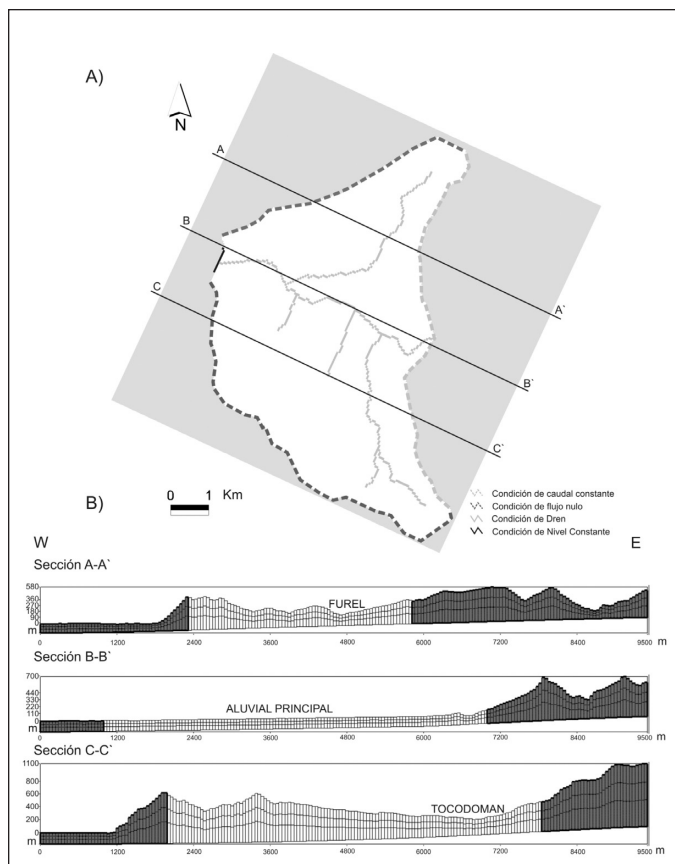 A)
N
A
B
C
A`
B`
C`
B)
0 1 Km
Condición de caudal constante
Condición de flujo nulo
Condición de Dren
Condición de Nivel Constante
W
E
Sección A-A`
580
360
270
180
90
0
m
FUREL
0 1200 2400 3600 4800 6000 7200 8400 9500 m
Sección B-B`
700
440
330
220
110
0
m
ALUVIAL PRINCIPAL
0 1200 2400 3600 4800 6000 7200 8400 9500 m
Sección C-C`
1100
800
600
400
200
0
m
TOCODOMAN
0 1200 2400 3600 4800 6000 7200 8400 9500 m